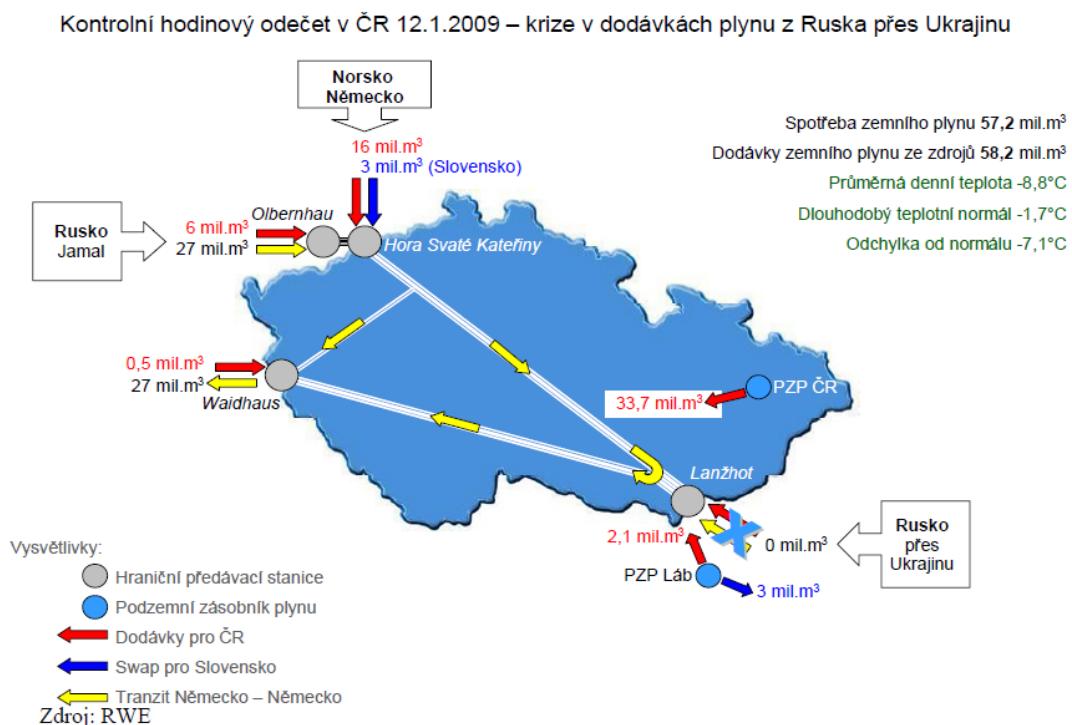 Kontrolní hodinový odečet v ČR 12.1.2009 – krize v dodávkách plynu z Ruska přes Ukrajinu
Norsko
Německo
Spotřeba zemního plynu 57,2 mil.m³
Dodávky zemního plynu ze zdrojů 58,2 mil.m³
Průměrná denní teplota -8,8°C
Dlouhodobý teplotní normál -1,7°C
Odchylka od normálu -7,1°C
16 mil.m³
3 mil.m³ (Slovensko)
Rusko
Jamal
Olbernhau
6 mil.m³
27 mil.m³
Hora Svaté Kateřiny
0,5 mil.m³
27 mil.m³
Waidhaus
PZP ČR
33,7 mil.m³
Lanžhot
2,1 mil.m³
0 mil.m³
Rusko
přes
Ukrajinu
PZP Láb
3 mil.m³
Vysvětlivky:
Hraniční předávací stanice
Podzemní zásobník plynu
Dodávky pro ČR
Swap pro Slovensko
Tranzit Německo – Německo
Zdroj: RWE